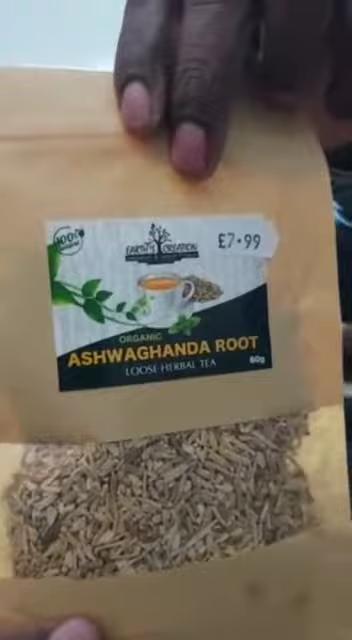 100%
EARTH'S CREATION
£7.99
ORGANIC
ASHWAGHANDA ROOT
LOOSE HERBAL TEA
60g